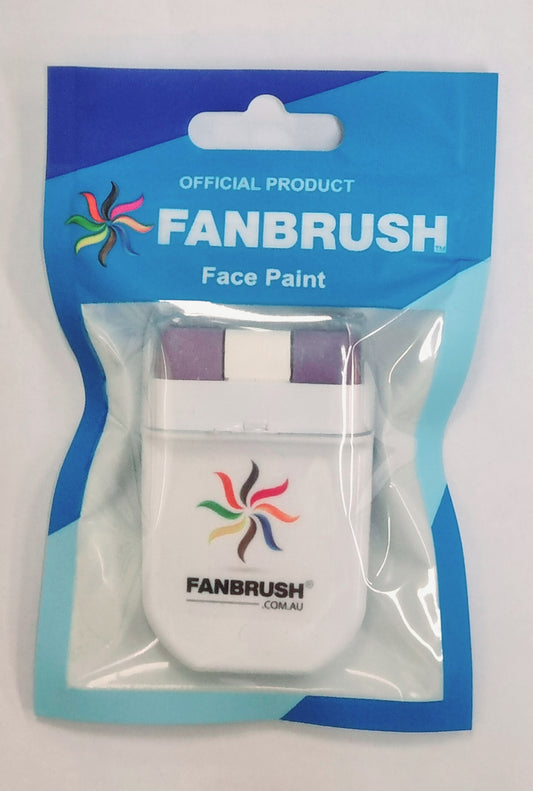 OFFICIAL PRODUCT
FANBRUSH™
Face Paint
FANBRUSH®
.COM.AU